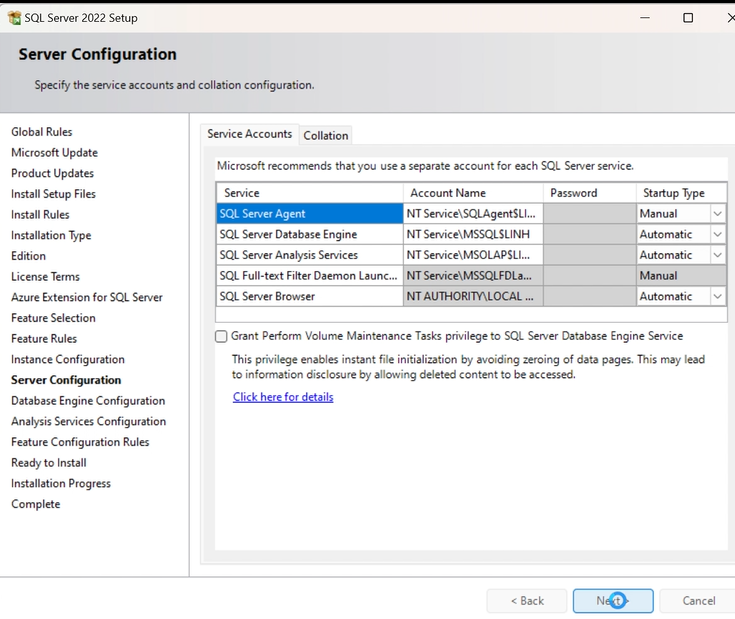 SQL Server 2022 Setup
Server Configuration
Specify the service accounts and collation configuration.
Global Rules
Microsoft Update
Product Updates
Install Setup Files
Install Rules
Installation Type
Edition
License Terms
Azure Extension for SQL Server
Feature Selection
Feature Rules
Instance Configuration
Server Configuration
Database Engine Configuration
Analysis Services Configuration
Feature Configuration Rules
Ready to Install
Installation Progress
Complete
Service Accounts Collation
Microsoft recommends that you use a separate account for each SQL Server service.
Service Account Name Password Startup Type
SQL Server Agent NT Service\SQLAgent$LI... Manual
SQL Server Database Engine NT Service\MSSQL$LINH Automatic
SQL Server Analysis Services NT Service\MSOLAP$LI... Automatic
SQL Full-text Filter Daemon Launc... NT Service\MSSQLFDLa... Manual
SQL Server Browser NT AUTHORITY\LOCAL ... Automatic
Grant Perform Volume Maintenance Tasks privilege to SQL Server Database Engine Service
This privilege enables instant file initialization by avoiding zeroing of data pages. This may lead
to information disclosure by allowing deleted content to be accessed.
Click here for details
< Back Next > Cancel